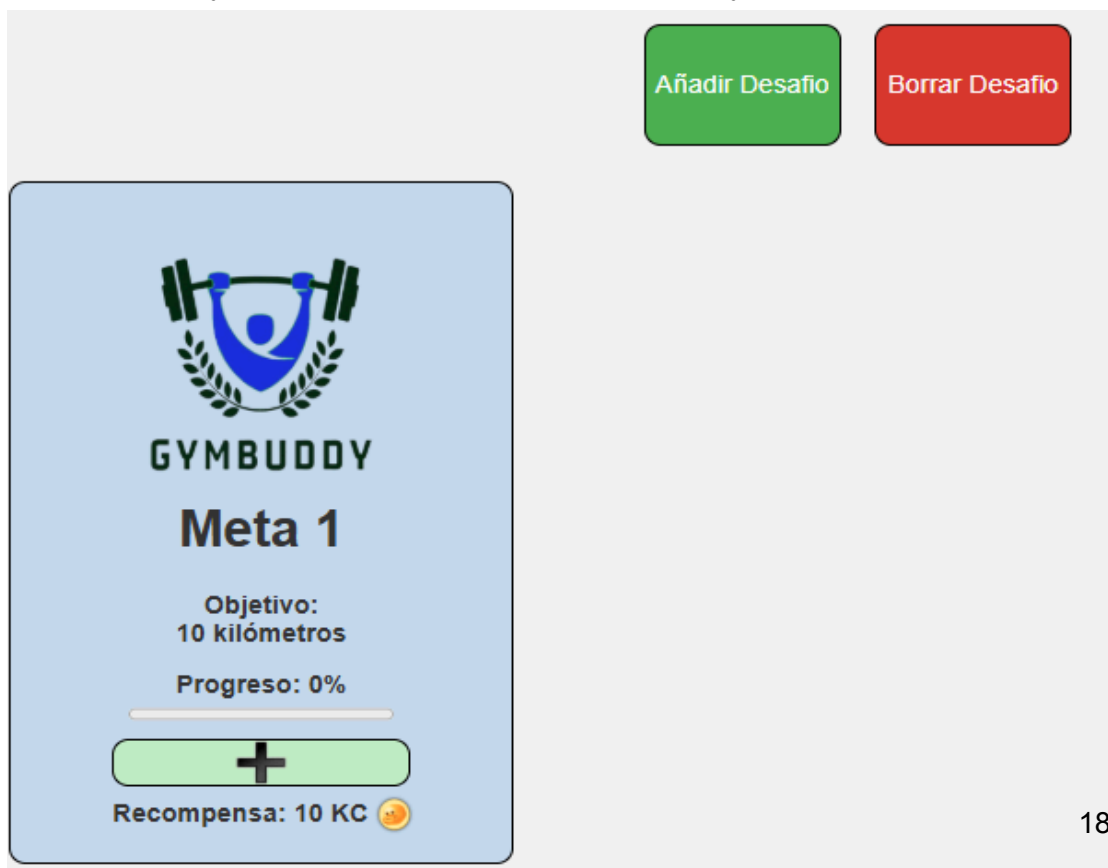 Añadir Desafio
Borrar Desafio
GYMBUDDY
Meta 1
Objetivo:
10 kilómetros
Progreso: 0%
Recompensa: 10 KC
18